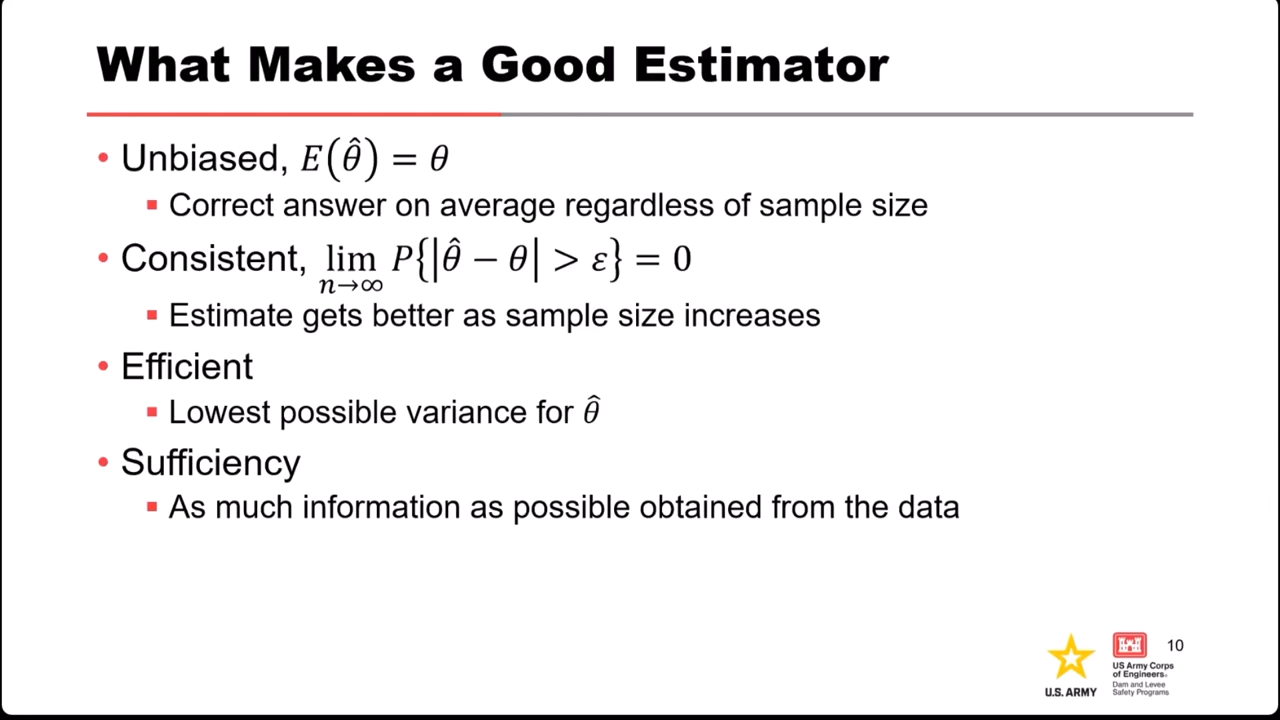 What Makes a Good Estimator
• Unbiased, E(θ̂) = θ
▪ Correct answer on average regardless of sample size
• Consistent, lim n→∞ P{|θ̂ − θ| > ε} = 0
▪ Estimate gets better as sample size increases
• Efficient
▪ Lowest possible variance for θ̂
• Sufficiency
▪ As much information as possible obtained from the data
10
U.S. ARMY
US Army Corps
of Engineers®
Dam and Levee
Safety Programs